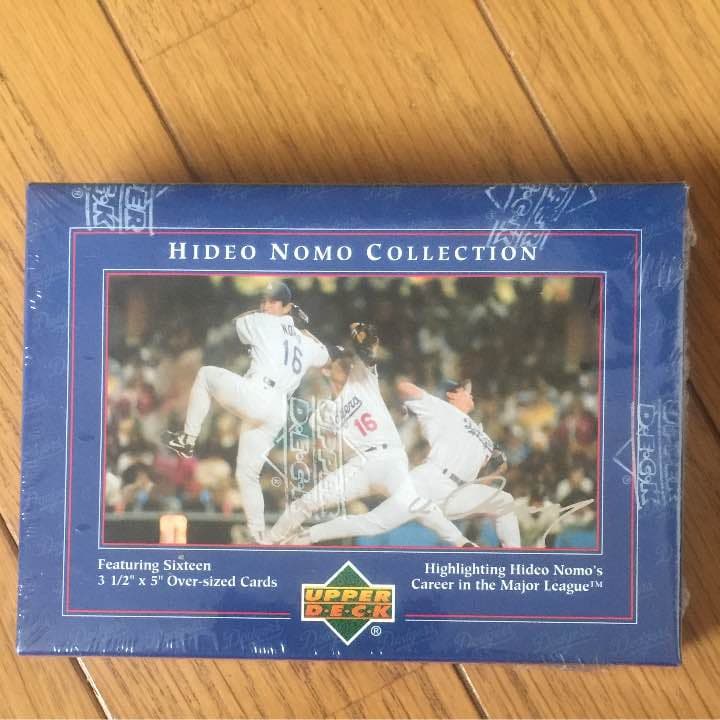 HIDEO NOMO COLLECTION
16
16
Featuring Sixteen
3 1/2" x 5" Over-sized Cards
UPPER
D·E·C·K
®
Highlighting Hideo Nomo's
Career in the Major League™